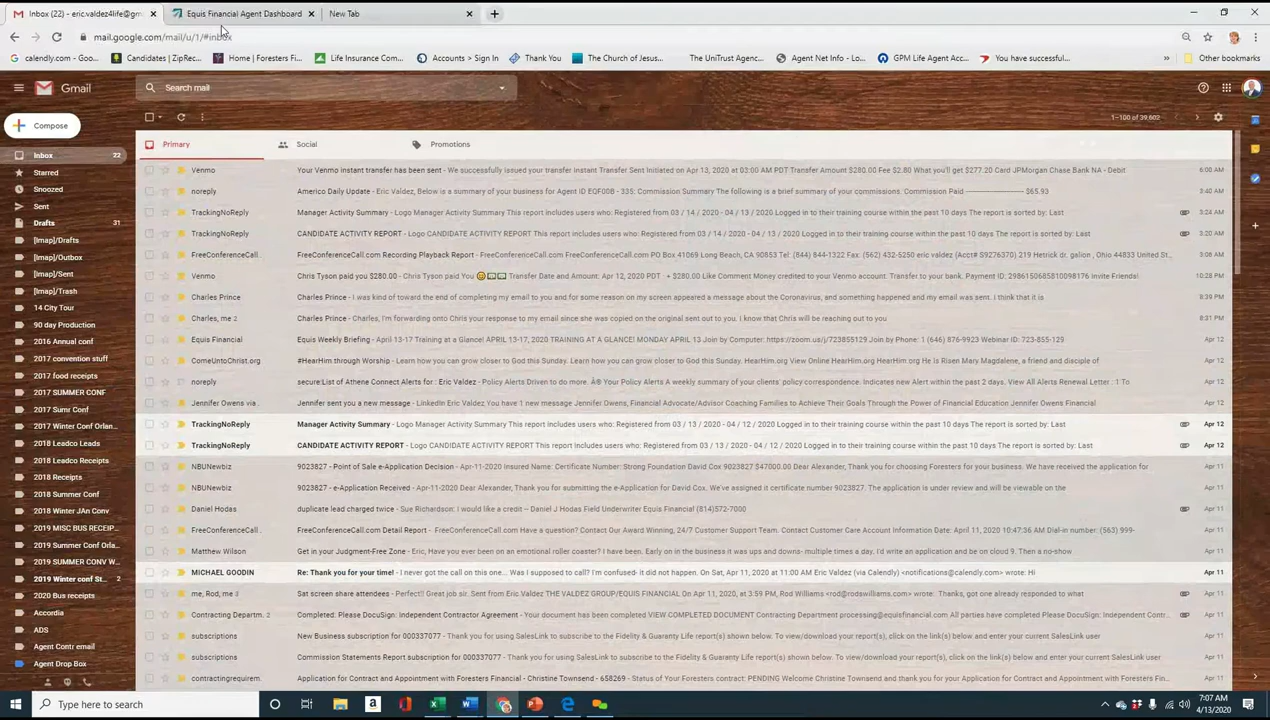 Inbox (22) - eric.valdez4life@gm
Equis Financial Agent Dashboard
New Tab
mail.google.com/mail/u/1/#inbox
calendly.com - Goo...
Candidates | ZipRec...
Home | Foresters Fi...
Life Insurance Com...
Accounts > Sign In
Thank You
The Church of Jesus...
The UniTrust Agenc...
Agent Net Info - Lo...
GPM Life Agent Acc...
You have successful...
»
Other bookmarks
Gmail
Search mail
Compose
1–100 of 39,602
Primary
Social
Promotions
Inbox 22
Starred
Snoozed
Sent
Drafts 31
[Imap]/Drafts
[Imap]/Outbox
[Imap]/Sent
[Imap]/Trash
14 City Tour
90 day Production
2016 Annual conf
2017 convention stuff
2017 food receipts
2017 SUMMER CONF
2017 Sumr Conf
2017 Winter conf Orlan...
2018 Leadco Leads
2018 Leadco Receipts
2018 Receipts
2018 Summer Conf
2018 Winter JAn Conv
2019 MISC BUS RECEIP...
2019 Summer Conf Orla...
2019 SUMMER CONV W...
2019 Winter conf St... 2
2020 Bus receipts
Accordia
ADS
Agent Contr email
Agent Drop Box
Venmo Your Venmo instant Transfer has been sent - We successfully issued your transfer Instant Transfer Sent Initiated on Apr 13, 2020 at 03:00 AM PDT Transfer Amount $280.00 Fee $2.80 What you'll get $277.20 Card JPMorgan Chase Bank NA - Debit 6:00 AM
noreply Americo Daily Update - Eric Valdez, Below is a summary of your business for Agent ID EQF00B - 335: Commission Summary The following is a brief summary of your commissions. Commission Paid ---------------------------- $65.93 3:40 AM
TrackingNoReply Manager Activity Summary - Logo Manager Activity Summary This report includes users who: Registered from 03 / 14 / 2020 - 04 / 13 / 2020 Logged in to their training course within the past 10 days The report is sorted by: Last 3:24 AM
TrackingNoReply CANDIDATE ACTIVITY REPORT - Logo CANDIDATE ACTIVITY REPORT This report includes users who: Registered from 03 / 14 / 2020 - 04 / 13 / 2020 Logged in to their training course within the past 10 days The report is sorted by: Last 3:20 AM
FreeConferenceCall. FreeConferenceCall.com Recording Playback Report - FreeConferenceCall.com FreeConferenceCall.com PO Box 41069 Long Beach, CA 90853 Tel: (844) 844-1322 Fax: (562) 432-5250 eric valdez (Acct# S9276370) 219 Hetrick dr. galion , Ohio 44833 United St... 3:06 AM
Venmo Chris Tyson paid you $280.00 - Chris Tyson paid You Transfer Date and Amount: Apr 12, 2020 PDT · + $280.00 Like Comment Money credited to your Venmo account. Transfer to your bank. Payment ID: 2986150685810098176 Invite Friends! 10:28 PM
Charles Prince Charles Prince - I was kind of toward the end of completing my email to you and for some reason on my screen appeared a message about the Coronavirus, and something happened and my email was sent. I think that it is 8:39 PM
Charles, me 2 Charles Prince - Charles, I'm forwarding onto Chris your response to my email since she was copied on the original sent out to you. I know that Chris will be reaching out to you 8:31 PM
Equis Financial Equis Weekly Briefing - April 13-17, 2020 TRAINING AT A GLANCE! MONDAY APRIL 13 Join by Computer: https://zoom.us/j/723855129 Join by Phone: 1 (646) 876-9923 Webinar ID: 723-855-129 Apr 12
ComeUntoChrist.org #HearHim through Worship - Learn how you can grow closer to God this Sunday. HearHim.org View Online HearHim.org HearHim.org He Is Risen Mary Magdalene, a friend and disciple of Apr 12
noreply secure:List of Athene Connect Alerts for : Eric Valdez - Policy Alerts Driven to do more. Â® Your Policy Alerts A weekly summary of your clients' policy correspondence. Indicates new Alert within the past 2 days. View All Alerts Renewal Letter : 1 To Apr 12
Jennifer Owens via . Jennifer sent you a new message - LinkedIn Eric Valdez, You have 1 new message Jennifer Owens, Financial Advocate/Advisor Coaching Families to Achieve Their Goals Through the Power of Financial Education Jennifer Owens Apr 12
TrackingNoReply Manager Activity Summary - Logo Manager Activity Summary This report includes users who: Registered from 03 / 13 / 2020 - 04 / 12 / 2020 Logged in to their training course within the past 10 days The report is sorted by: Last Apr 12
TrackingNoReply CANDIDATE ACTIVITY REPORT - Logo CANDIDATE ACTIVITY REPORT This report includes users who: Registered from 03 / 13 / 2020 - 04 / 12 / 2020 Logged in to their training course within the past 10 days The report is sorted by: Last Apr 12
NBUNewbiz 9023827 - Point of Sale e-Application Decision - Apr-11-2020 Insured Name: Certificate Number: Strong Foundation David Cox 9023827 $47000.00 Dear Alexander, Thank you for choosing Foresters for your business. We have received the application for Apr 11
NBUNewbiz 9023827 - e-Application Received - Apr-11-2020 Dear Alexander, Thank you for submitting the e-Application for David Cox. We've assigned it certificate number 9023827. The application is under review and will be viewable on the Apr 11
Daniel Hodas duplicate lead charged twice - Sue Richardson: I would like a credit -- Daniel J Hodas Field Underwriter Equis Financial (814)572-7000 Apr 11
FreeConferenceCall. FreeConferenceCall.com Detail Report - FreeConferenceCall.com Have a question? Contact Our Award Winning, 24/7 Customer Support Team. Contact Customer Care Account Information Date: April 11, 2020 10:47:36 AM Dial-in number: (563) 999- Apr 11
Matthew Wilson Get in your Judgment-Free Zone - Eric, Have you ever been on an emotional roller coaster? I have. Early on in the business it was ups and downs- multiple times a day. I'd write an application and be on cloud 9. Then a no-show Apr 11
MICHAEL GOODIN Re: Thank you for your time! - I never got the call on this one... Was I supposed to call? I'm confused- it did not happen. On Sat, Apr 11, 2020 at 11:00 AM Eric Valdez (via Calendly) <notifications@calendly.com> wrote: Hi Apr 11
me, Rod, me 3 Sat screen share attendees - Perfect!! Great job sir. Sent from Eric THE VALDEZ GROUP/EQUIS FINANCIAL On Apr 11, 2020, at 3:59 PM, Rod Williams <rod@rodswilliams.com> wrote: Thanks, got one already responded to what Apr 11
Contracting Departm. 2 Completed: Please DocuSign: Independent Contractor Agreement - Your document has been completed VIEW COMPLETED DOCUMENT Contracting Department processing@equisfinancial.com All parties have completed Please DocuSign: Independent Contr... Apr 11
subscriptions New Business subscription for 000337077 - Thank you for using SalesLink to subscribe to the Fidelity & Guaranty Life report(s) shown below. To view/download your report(s), click on the link(s) below and enter your current SalesLink user Apr 11
subscriptions Commission Statements Report subscription for 000337077 - Thank you for using SalesLink to subscribe to the Fidelity & Guaranty Life report(s) shown below. To view/download your report(s), click on the link(s) below and enter your current SalesLink Apr 11
contractingrequirem. Application for Contract and Appointment with Foresters Financial - Christine Townsend - 658269 - Status of Your Foresters contract. PENDING Welcome Christine Townsend and thank you for your Application Contract and Appointment with Foresters Financial. Apr 11
Type here to search
7:07 AM
4/13/2020